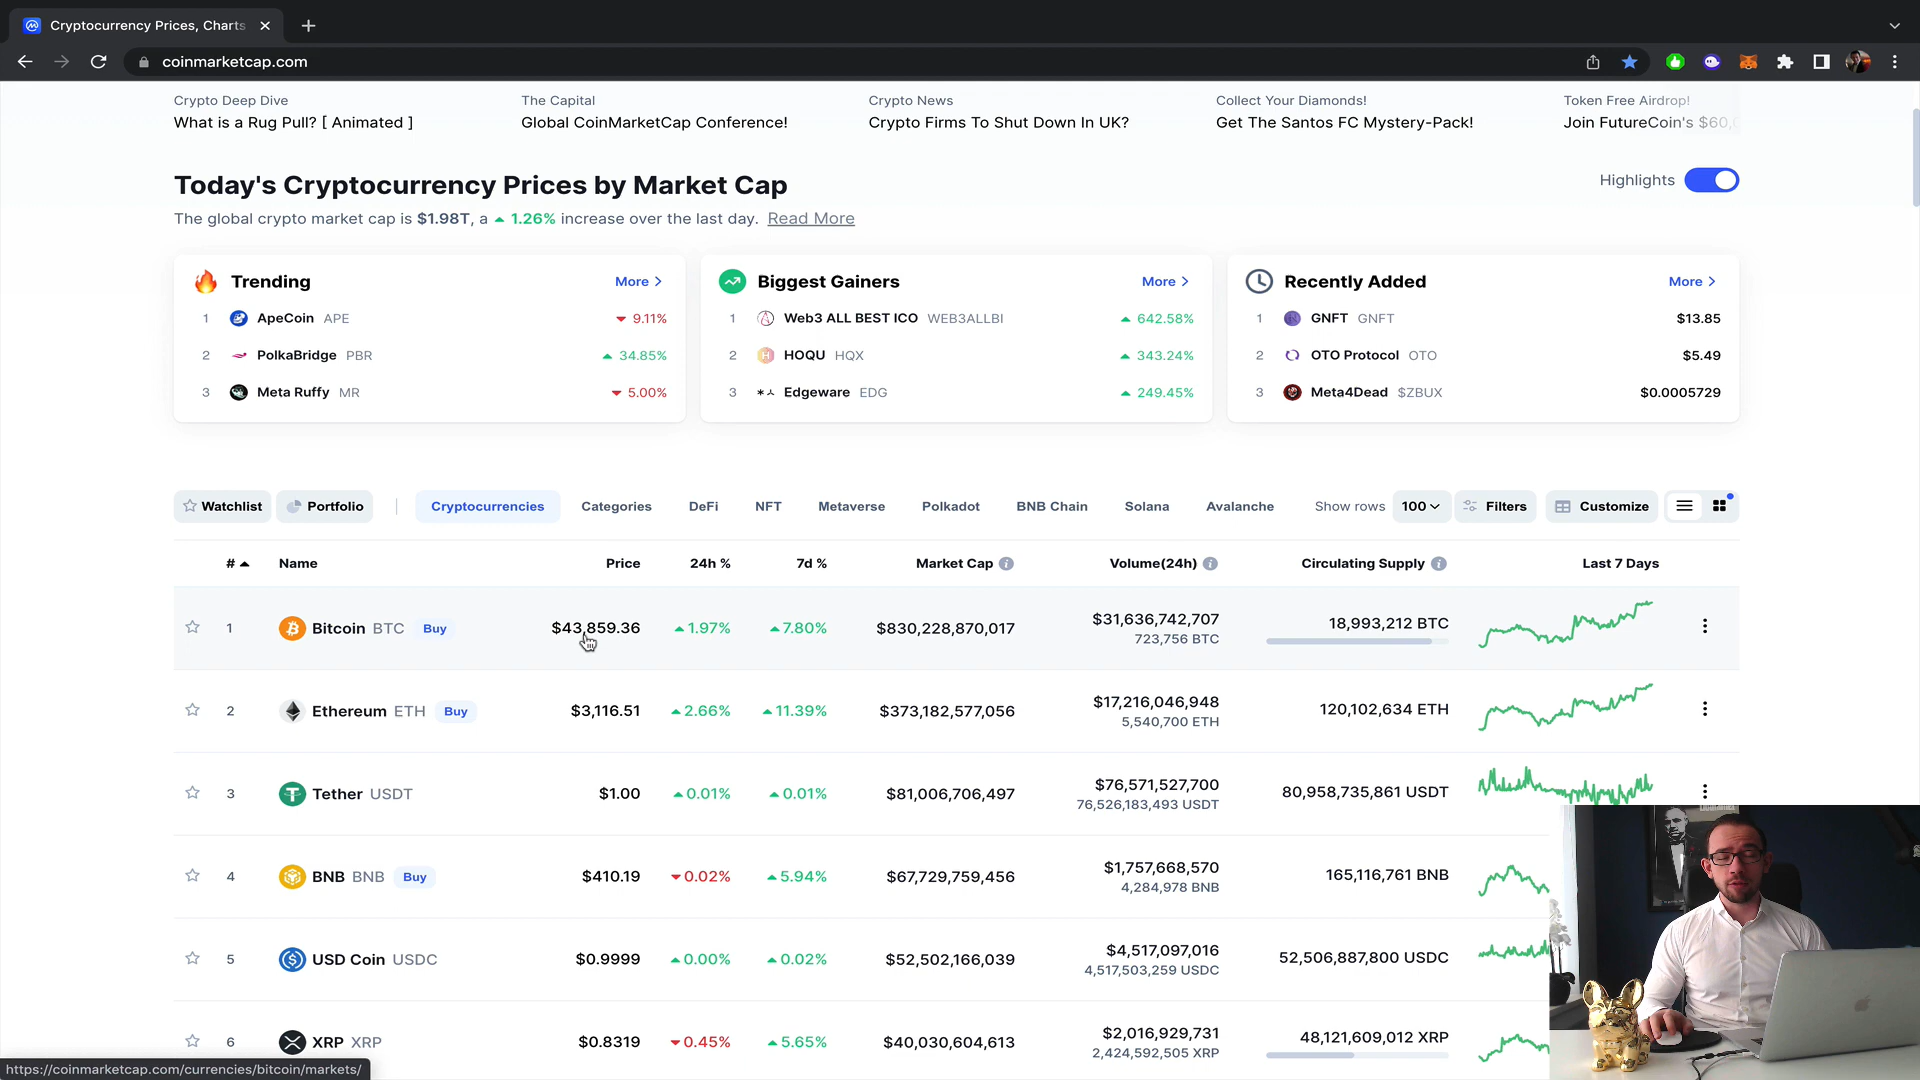 Cryptocurrency Prices, Charts
coinmarketcap.com
Crypto Deep Dive
What is a Rug Pull? [ Animated ]
The Capital
Global CoinMarketCap Conference!
Crypto News
Crypto Firms To Shut Down In UK?
Collect Your Diamonds!
Get The Santos FC Mystery-Pack!
Token Free Airdrop!
Join FutureCoin's $60,
Today's Cryptocurrency Prices by Market Cap
Highlights
The global crypto market cap is $1.98T, a 1.26% increase over the last day. Read More
Trending
More >
1 ApeCoin APE 9.11%
2 PolkaBridge PBR 34.85%
3 Meta Ruffy MR 5.00%
Biggest Gainers
More >
1 Web3 ALL BEST ICO WEB3ALLBI 642.58%
2 HOQU HQX 343.24%
3 Edgeware EDG 249.45%
Recently Added
More >
1 GNFT GNFT $13.85
2 OTO Protocol OTO $5.49
3 Meta4Dead $ZBUX $0.0005729
Watchlist Portfolio Cryptocurrencies Categories DeFi NFT Metaverse Polkadot BNB Chain Solana Avalanche Show rows 100 Filters Customize
# Name Price 24h % 7d % Market Cap Volume(24h) Circulating Supply Last 7 Days
1 Bitcoin BTC Buy $43,859.36 1.97% 7.80% $830,228,870,017 $31,636,742,707 18,993,212 BTC
723,756 BTC
2 Ethereum ETH Buy $3,116.51 2.66% 11.39% $373,182,577,056 $17,216,046,948 120,102,634 ETH
5,540,700 ETH
3 Tether USDT $1.00 0.01% 0.01% $81,006,706,497 $76,571,527,700 80,958,735,861 USDT
76,526,183,493 USDT
4 BNB BNB Buy $410.19 0.02% 5.94% $67,729,759,456 $1,757,668,570 165,116,761 BNB
4,284,978 BNB
5 USD Coin USDC $0.9999 0.00% 0.02% $52,502,166,039 $4,517,097,016 52,506,887,800 USDC
4,517,503,259 USDC
6 XRP XRP $0.8319 0.45% 5.65% $40,030,604,613 $2,016,929,731 48,121,609,012 XRP
2,424,592,505 XRP
https://coinmarketcap.com/currencies/bitcoin/markets/